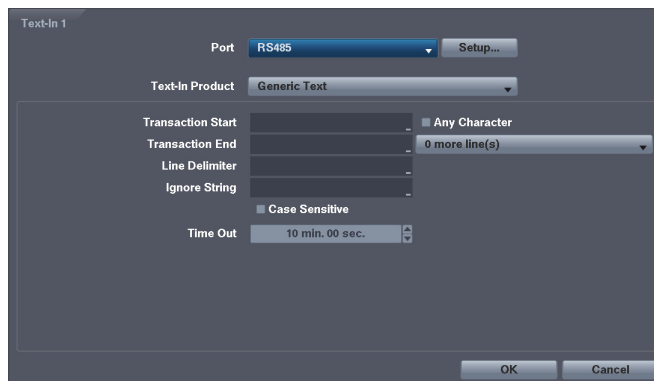 Text-In 1
Port RS485 Setup...
Text-In Product Generic Text
Transaction Start Any Character
Transaction End 0 more line(s)
Line Delimiter
Ignore String
Case Sensitive
Time Out 10 min. 00 sec.
OK Cancel